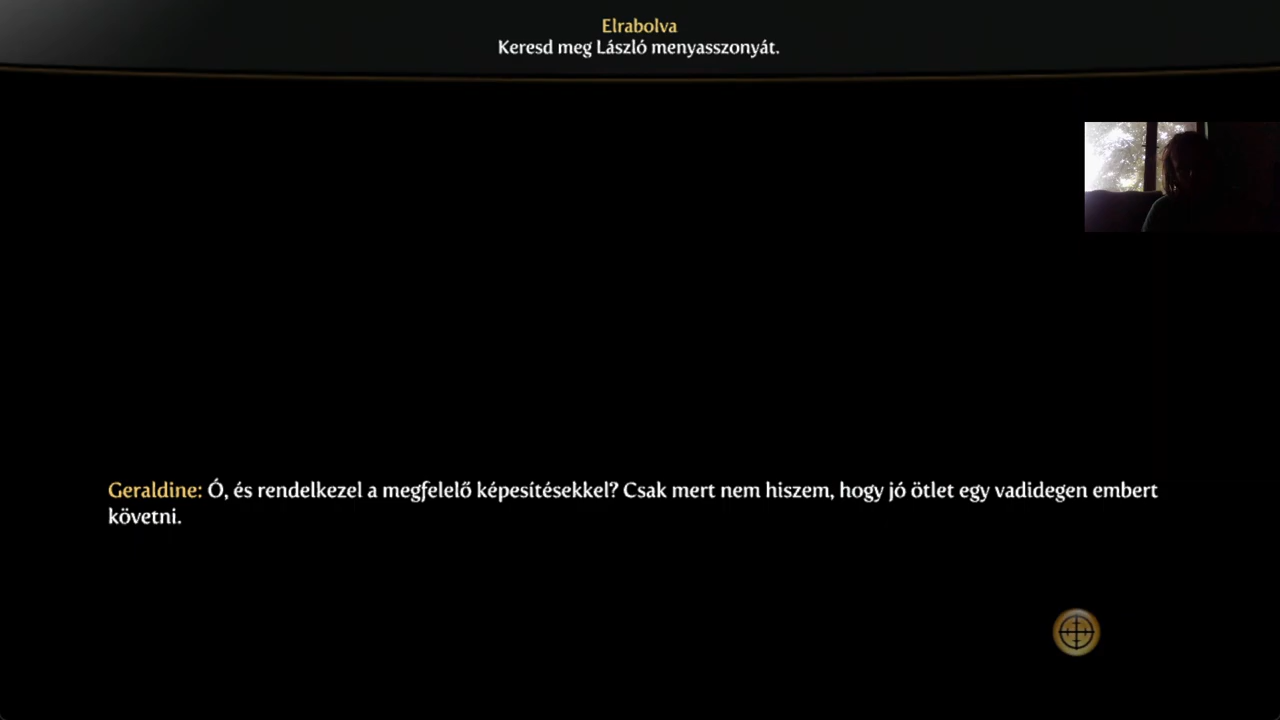 Elrabolva
Keresd meg László menyasszonyát.
Geraldine: Ó, és rendelkezel a megfelelő képesítésekkel? Csak mert nem hiszem, hogy jó ötlet egy vadidegen embert
követni.